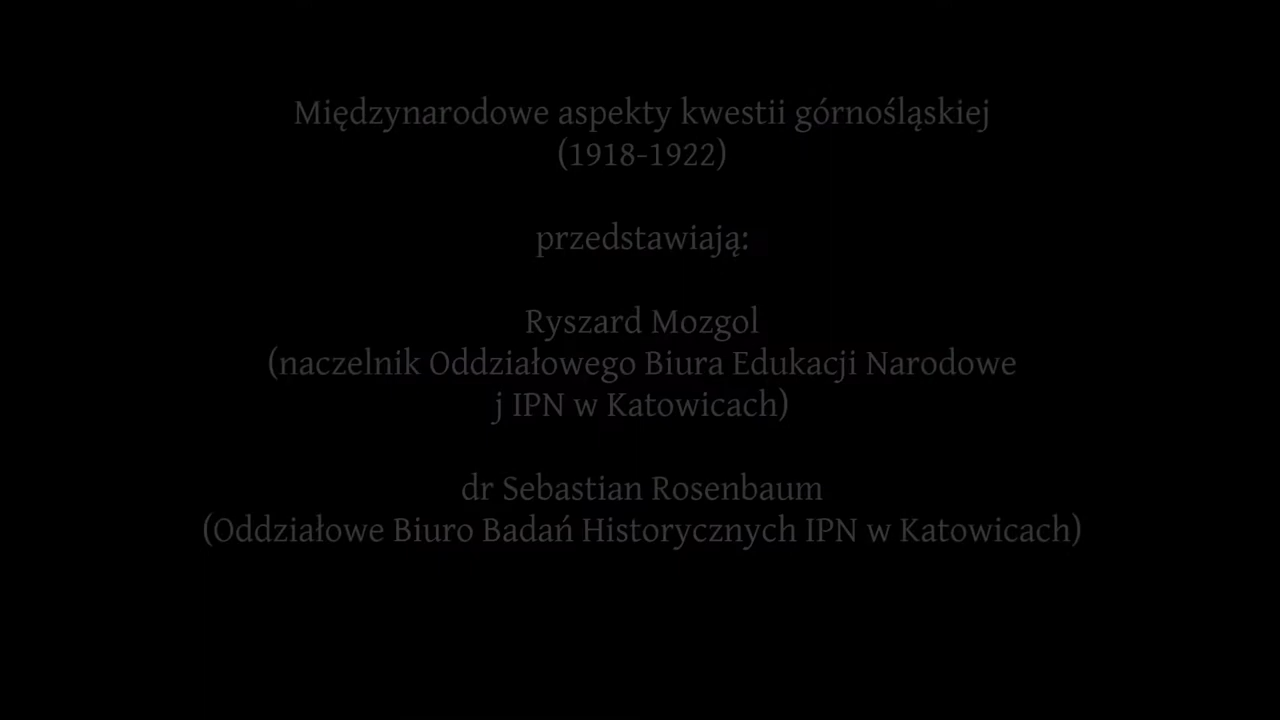 Międzynarodowe aspekty kwestii górnośląskiej
(1918-1922)
przedstawiają:
Ryszard Mozgol
(naczelnik Oddziałowego Biura Edukacji Narodowe
j IPN w Katowicach)
dr Sebastian Rosenbaum
(Oddziałowe Biuro Badań Historycznych IPN w Katowicach)